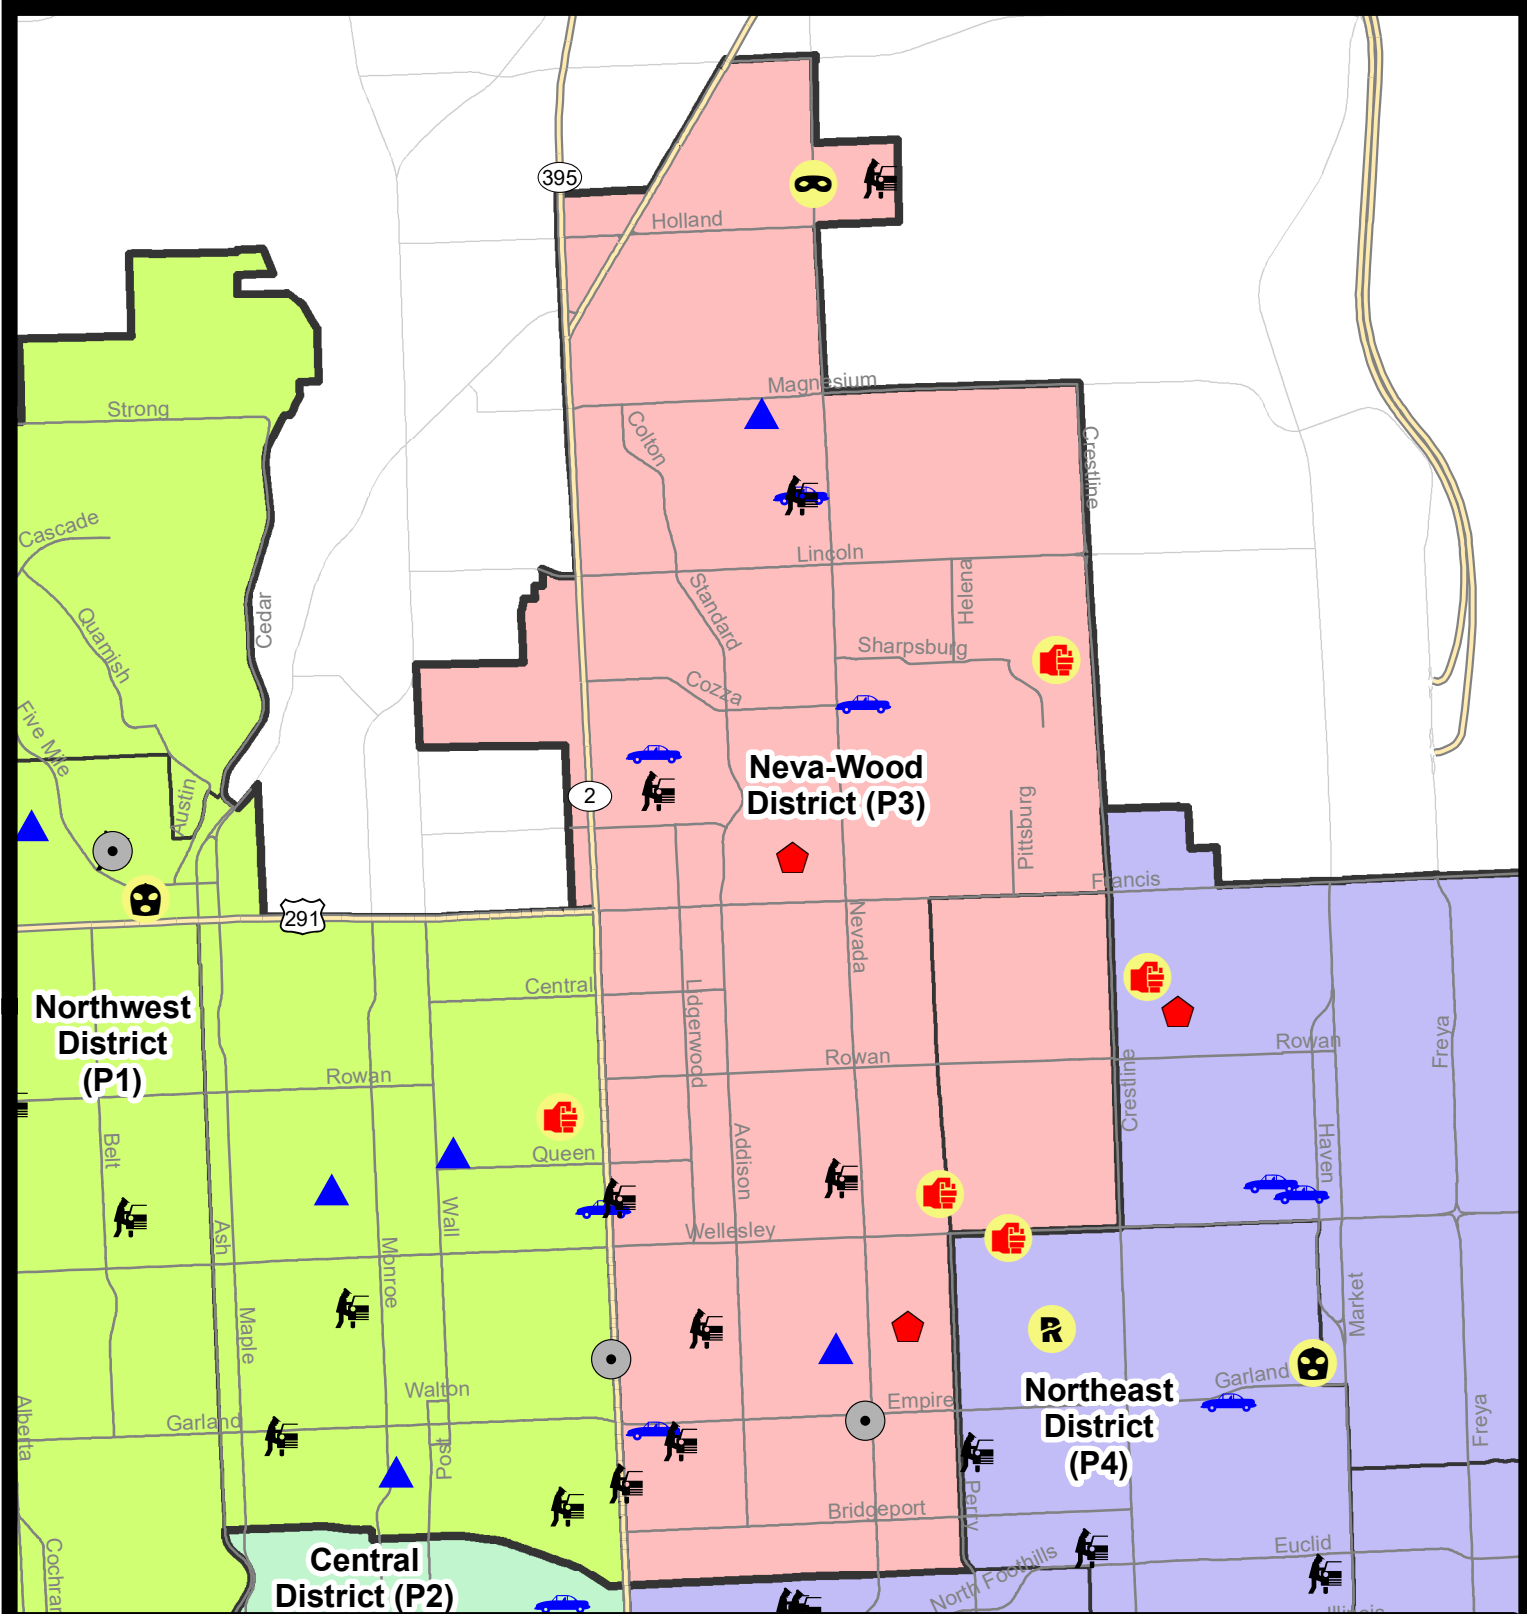 395
Holland
Magnesium
Strong
Colton
Crestline
Cascade
Lincoln
Helena
Standard
Cedar
Quamish
Sharpsburg
Cozza
Five Mile
Neva-Wood
District (P3)
2
Austin
Pittsburg
Francis
291
Nevada
Central
Lidgerwood
Northwest
District
(P1)
Rowan
Rowan
Rowan
Freya
Crestline
Belt
Queen
Addison
Haven
Wall
Ash
Wellesley
Monroe
Maple
Market
Walton
Garland
Empire
Garland
Northeast
District
(P4)
Alberta
Post
Freya
Bridgeport
Perry
Euclid
Central
District (P2)
North Foothills